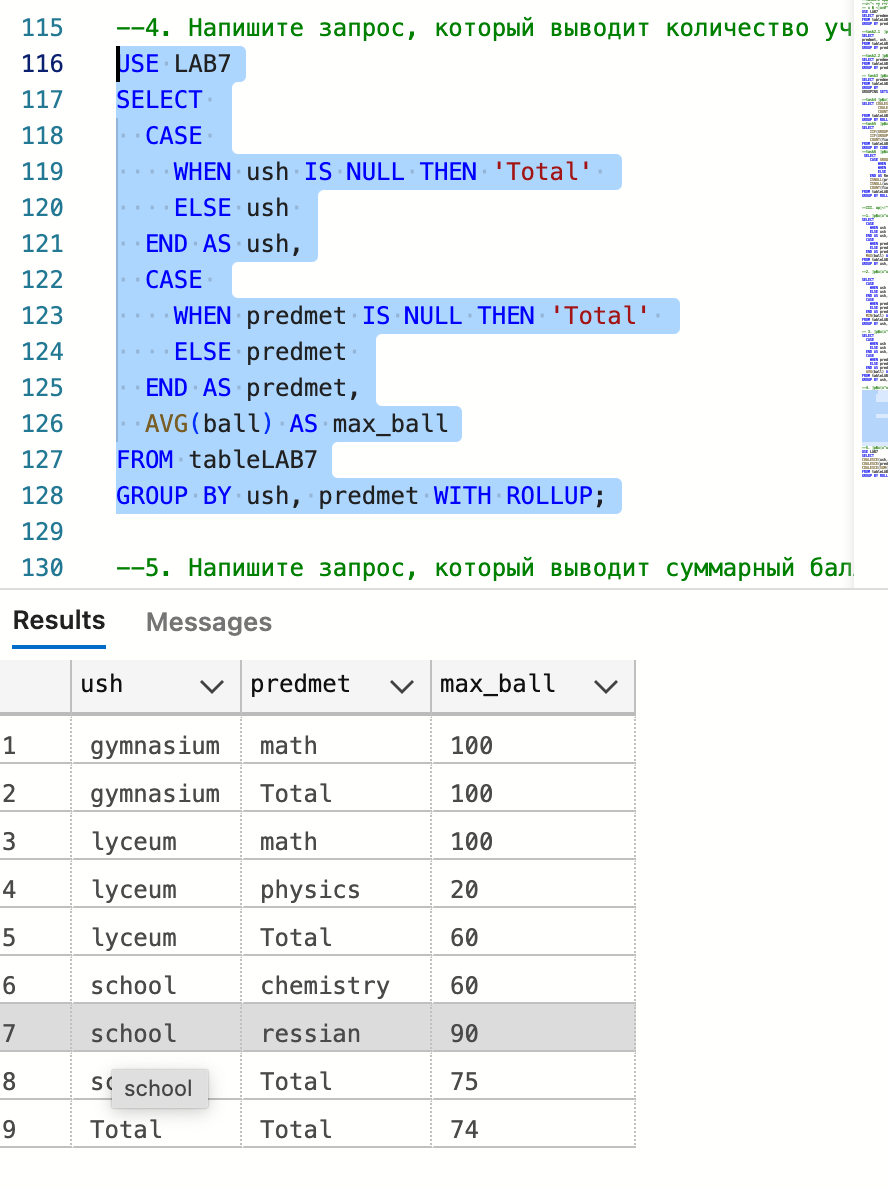 115 --4. Напишите запрос, который выводит количество уч
116 USE LAB7
117 SELECT
118 CASE
119 WHEN ush IS NULL THEN 'Total'
120 ELSE ush
121 END AS ush,
122 CASE
123 WHEN predmet IS NULL THEN 'Total'
124 ELSE predmet
125 END AS predmet,
126 AVG(ball) AS max_ball
127 FROM tableLAB7
128 GROUP BY ush, predmet WITH ROLLUP;
129
130 --5. Напишите запрос, который выводит суммарный бал
Results Messages
ush predmet max_ball
1 gymnasium math 100
2 gymnasium Total 100
3 lyceum math 100
4 lyceum physics 20
5 lyceum Total 60
6 school chemistry 60
7 school ressian 90
8 sc Total 75
school
9 Total Total 74